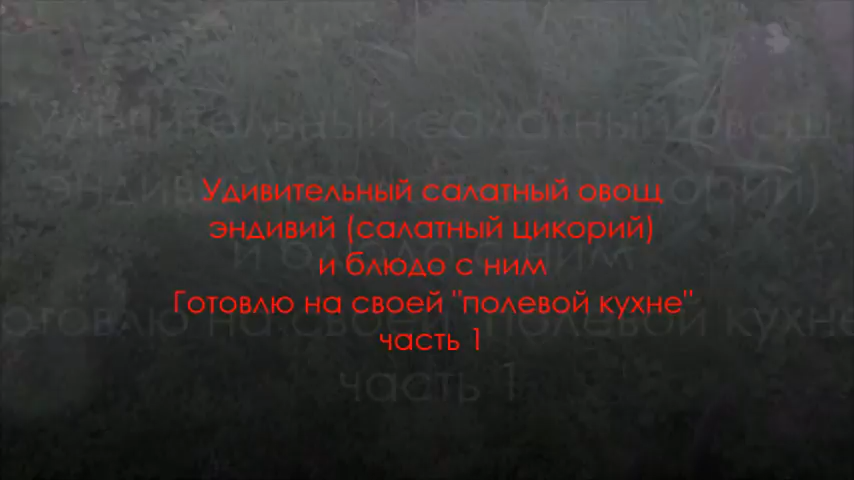 Удивительный салатный овощ
эндивий (салатный цикорий)
и блюдо с ним
Готовлю на своей "полевой кухне"
часть 1